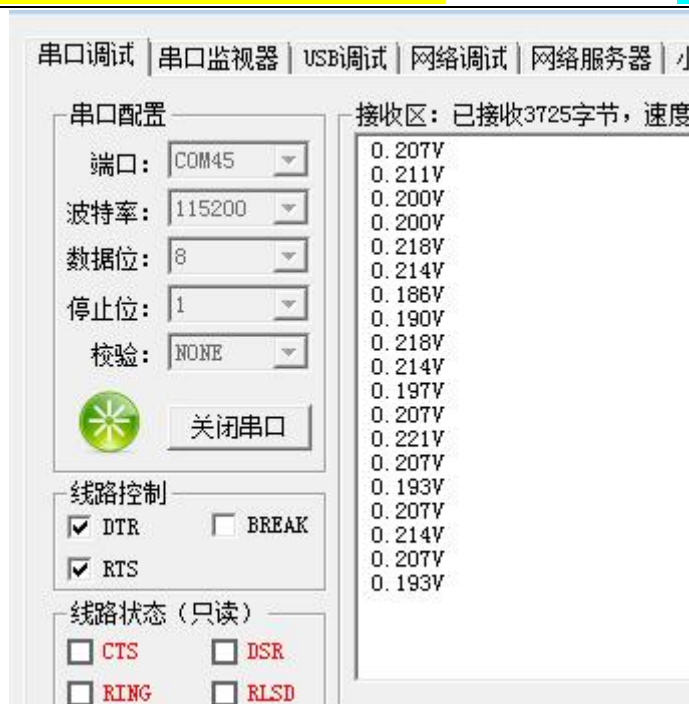 串口调试 串口监视器 USB调试 网络调试 网络服务器
串口配置
端口： COM45
波特率： 115200
数据位： 8
停止位： 1
校验： NONE
关闭串口
线路控制
DTR BREAK
RTS
线路状态（只读）
CTS DSR
RING RLSD
接收区：已接收3725字节，速度
0.207V
0.211V
0.200V
0.200V
0.218V
0.214V
0.186V
0.190V
0.218V
0.214V
0.197V
0.207V
0.221V
0.207V
0.193V
0.207V
0.214V
0.207V
0.193V